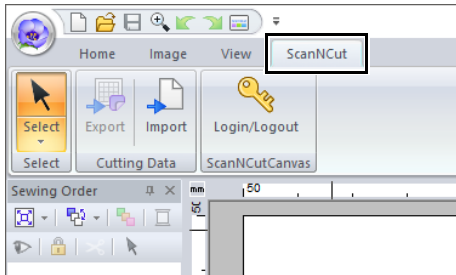 Home Image View ScanNCut
Select Export Import Login/Logout
Select Cutting Data ScanNCutCanvas
Sewing Order mm 50
50